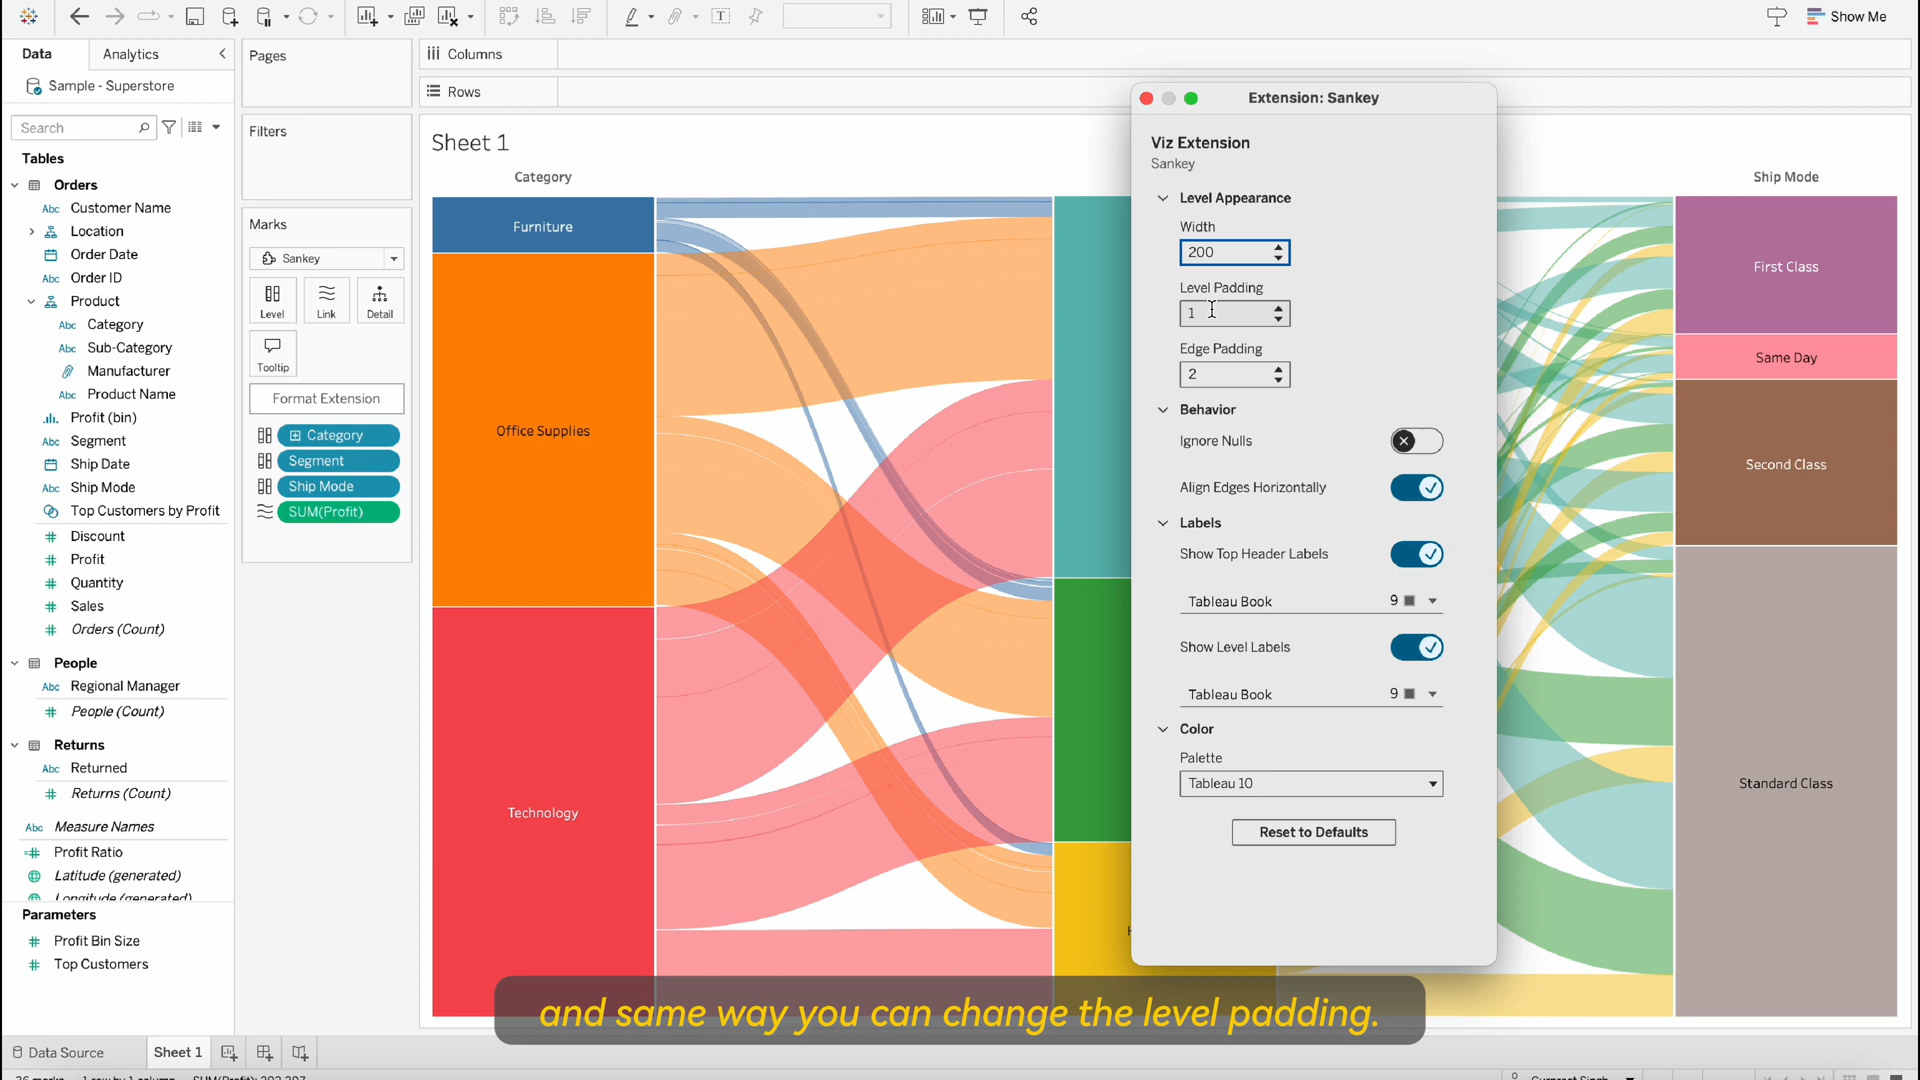 Show Me
Data
Analytics
Pages
Columns
Sample - Superstore
Rows
Extension: Sankey
Search
Filters
Viz Extension
Sankey
Sheet 1
Tables
Category
Ship Mode
Orders
Customer Name
Location
Order Date
Order ID
Product
Category
Sub-Category
Manufacturer
Product Name
Profit (bin)
Segment
Ship Date
Ship Mode
Top Customers by Profit
Discount
Profit
Quantity
Sales
Orders (Count)
People
Regional Manager
People (Count)
Returns
Returned
Returns (Count)
Measure Names
Profit Ratio
Latitude (generated)
Longitude (generated)
Parameters
Profit Bin Size
Top Customers
Marks
Sankey
Level
Link
Detail
Tooltip
Format Extension
Category
Segment
Ship Mode
SUM(Profit)
Furniture
Office Supplies
Technology
Level Appearance
Width
200
Level Padding
1
Edge Padding
2
Behavior
Ignore Nulls
Align Edges Horizontally
Labels
Show Top Header Labels
Tableau Book 9
Show Level Labels
Tableau Book 9
Color
Palette
Tableau 10
Reset to Defaults
First Class
Same Day
Second Class
Standard Class
and same way you can change the level padding.
Data Source
Sheet 1